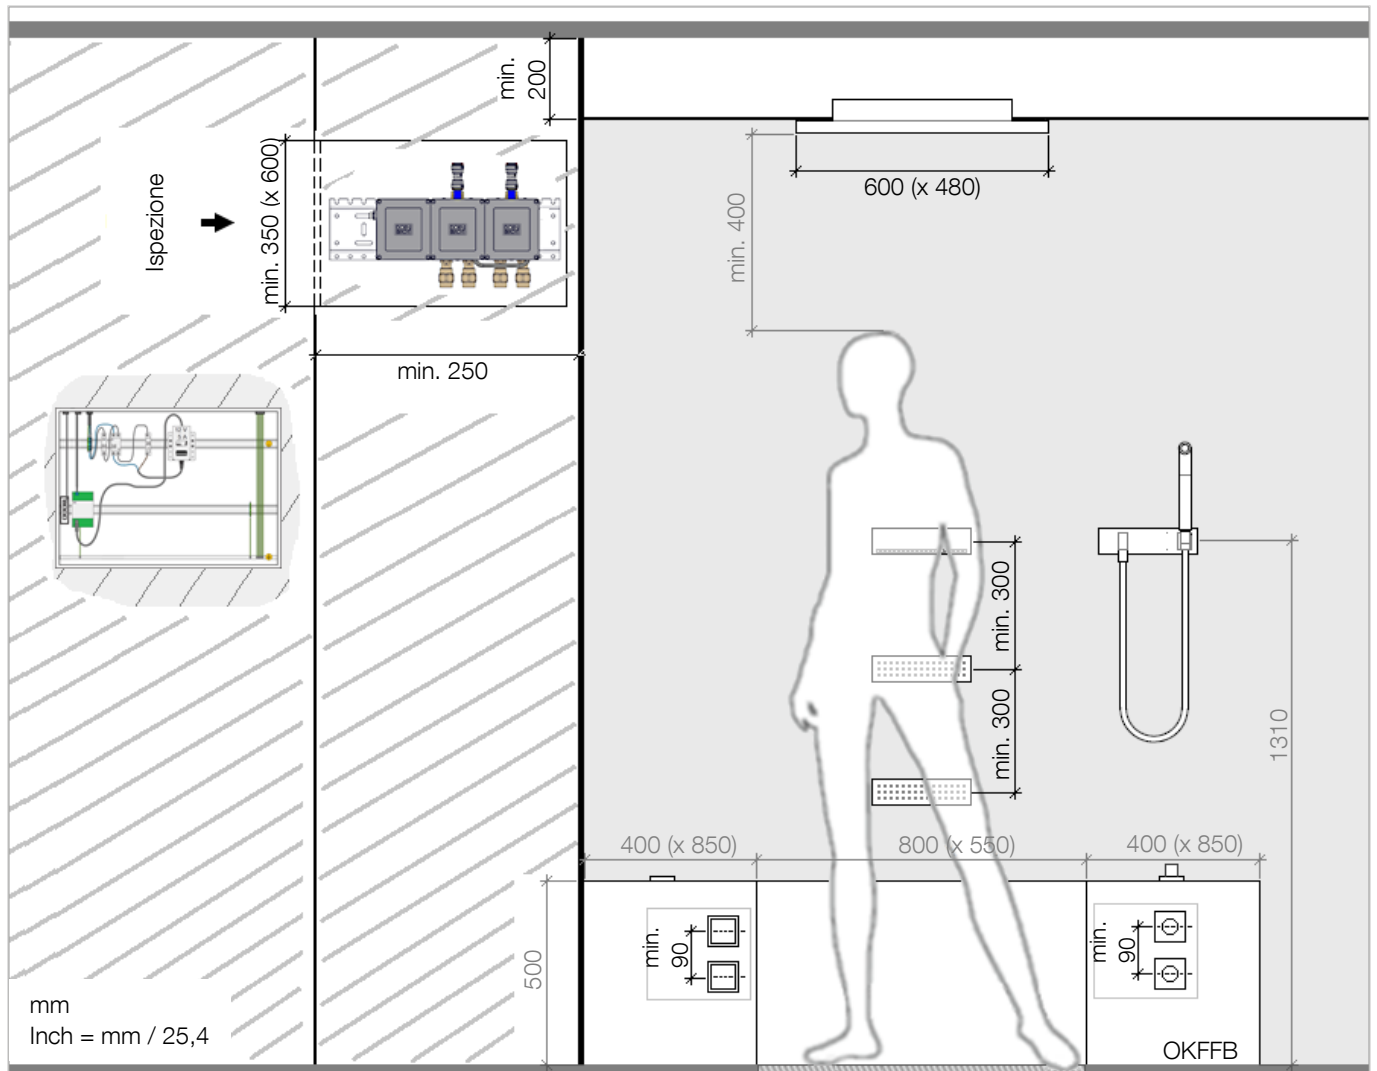 min.
200
600 (x 480)
Ispezione
min. 350 (x 600)
min. 400
min. 250
min. 300
min. 300
1310
400 (x 850)
800 (x 550)
400 (x 850)
min.
90
min.
90
500
mm
Inch = mm / 25,4
OKFFB